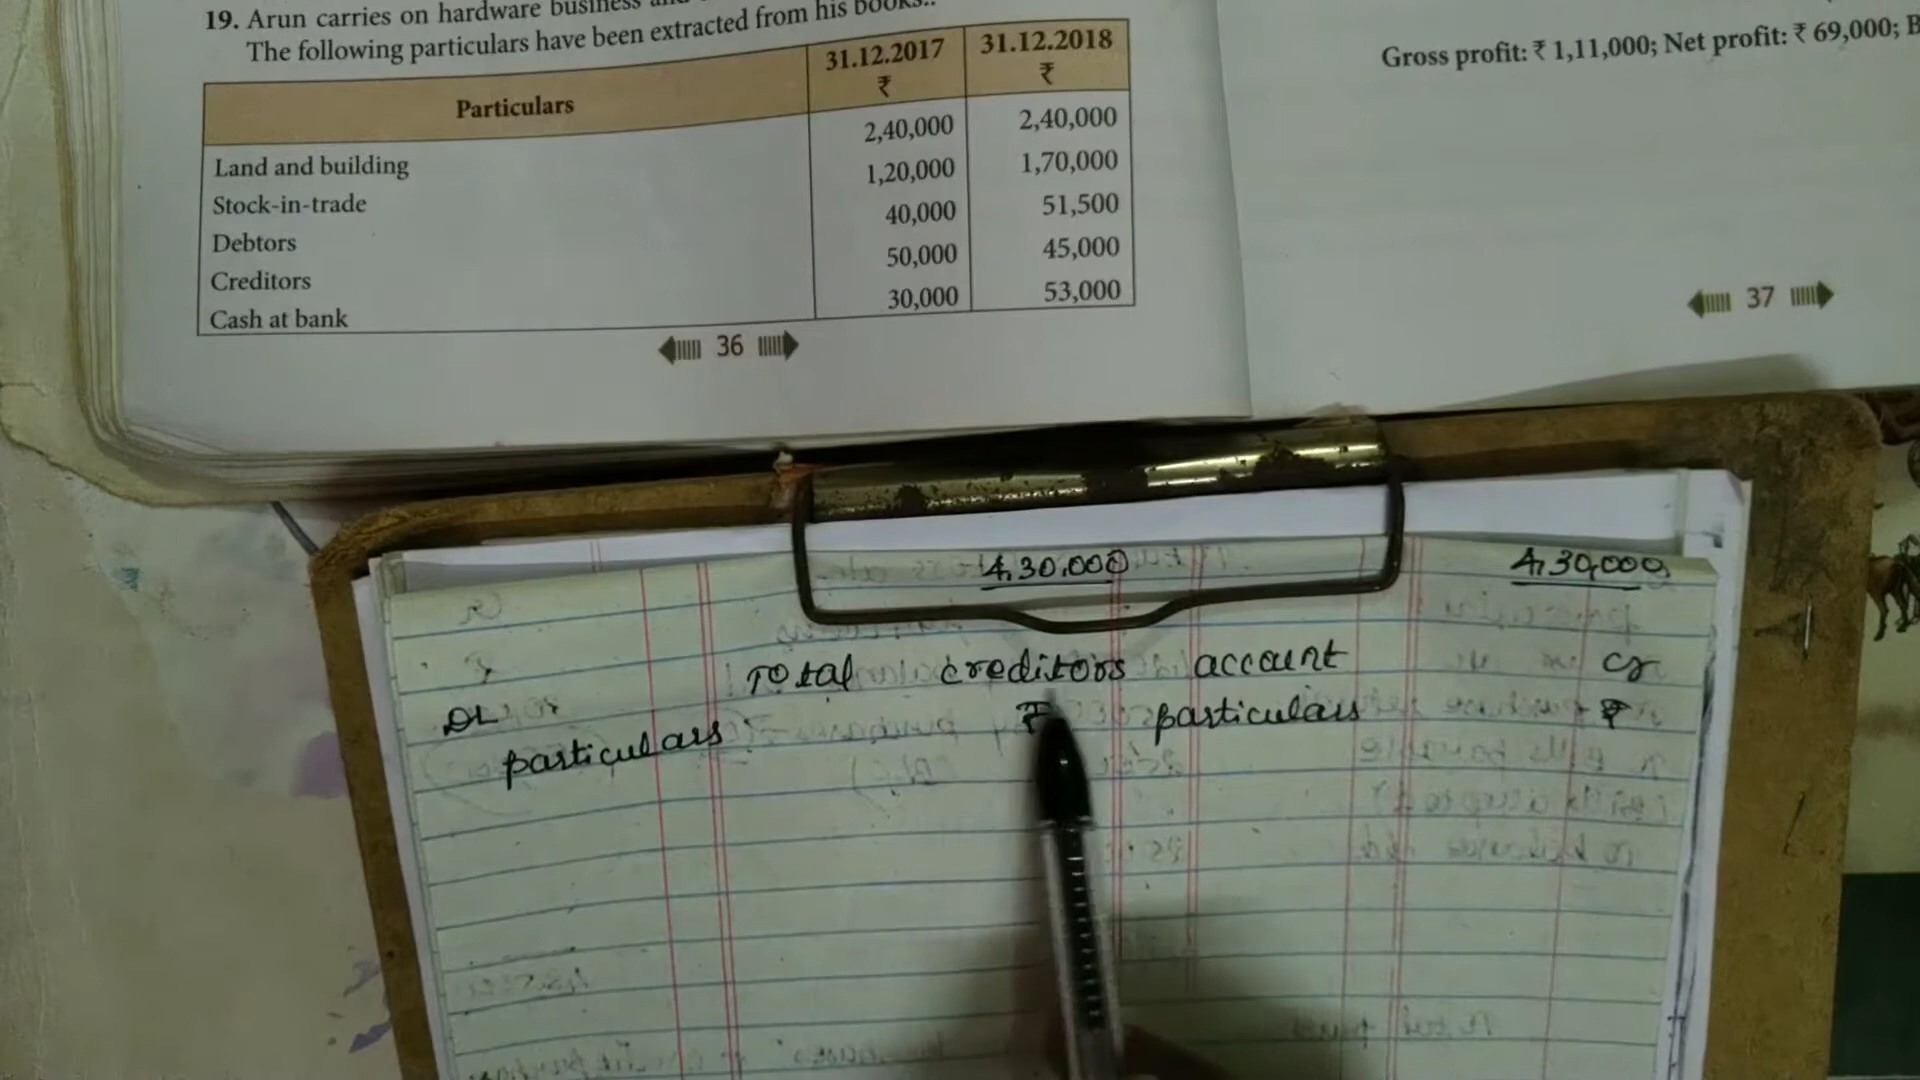 19. Arun carries on hardware business
The following particulars have been extracted from his books.
Particulars 31.12.2017 ₹ 31.12.2018 ₹
Land and building 2,40,000 2,40,000
Stock-in-trade 1,20,000 1,70,000
Debtors 40,000 51,500
Creditors 50,000 45,000
Cash at bank 30,000 53,000
36
Gross profit: ₹ 1,11,000; Net profit: ₹ 69,000; B
37
4,30,000 4,30,000
Total creditors account
Dr Cr
particulars ₹ particulars ₹